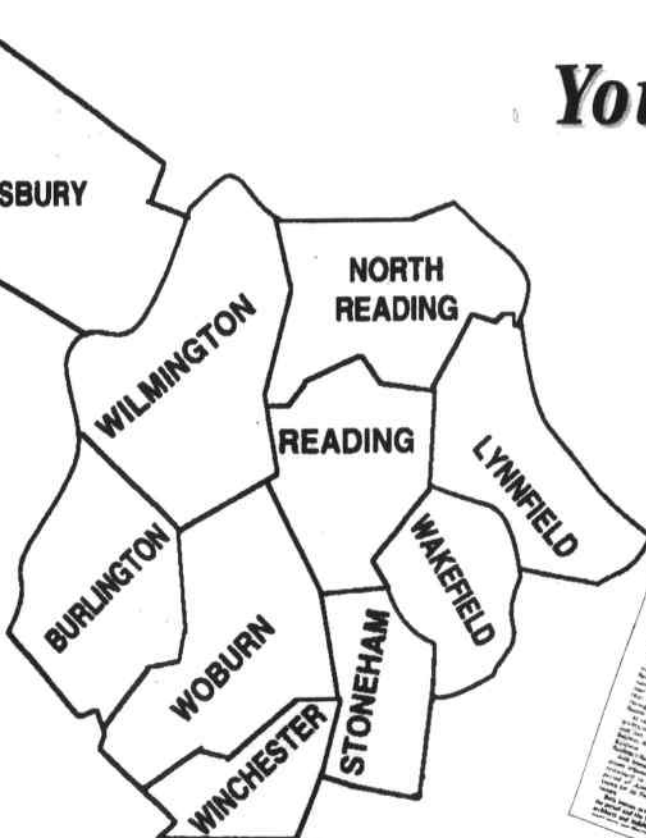 You
SBURY
NORTH
READING
WILMINGTON
READING
LYNNFIELD
WAKEFIELD
BURLINGTON
WOBURN
STONEHAM
WINCHESTER